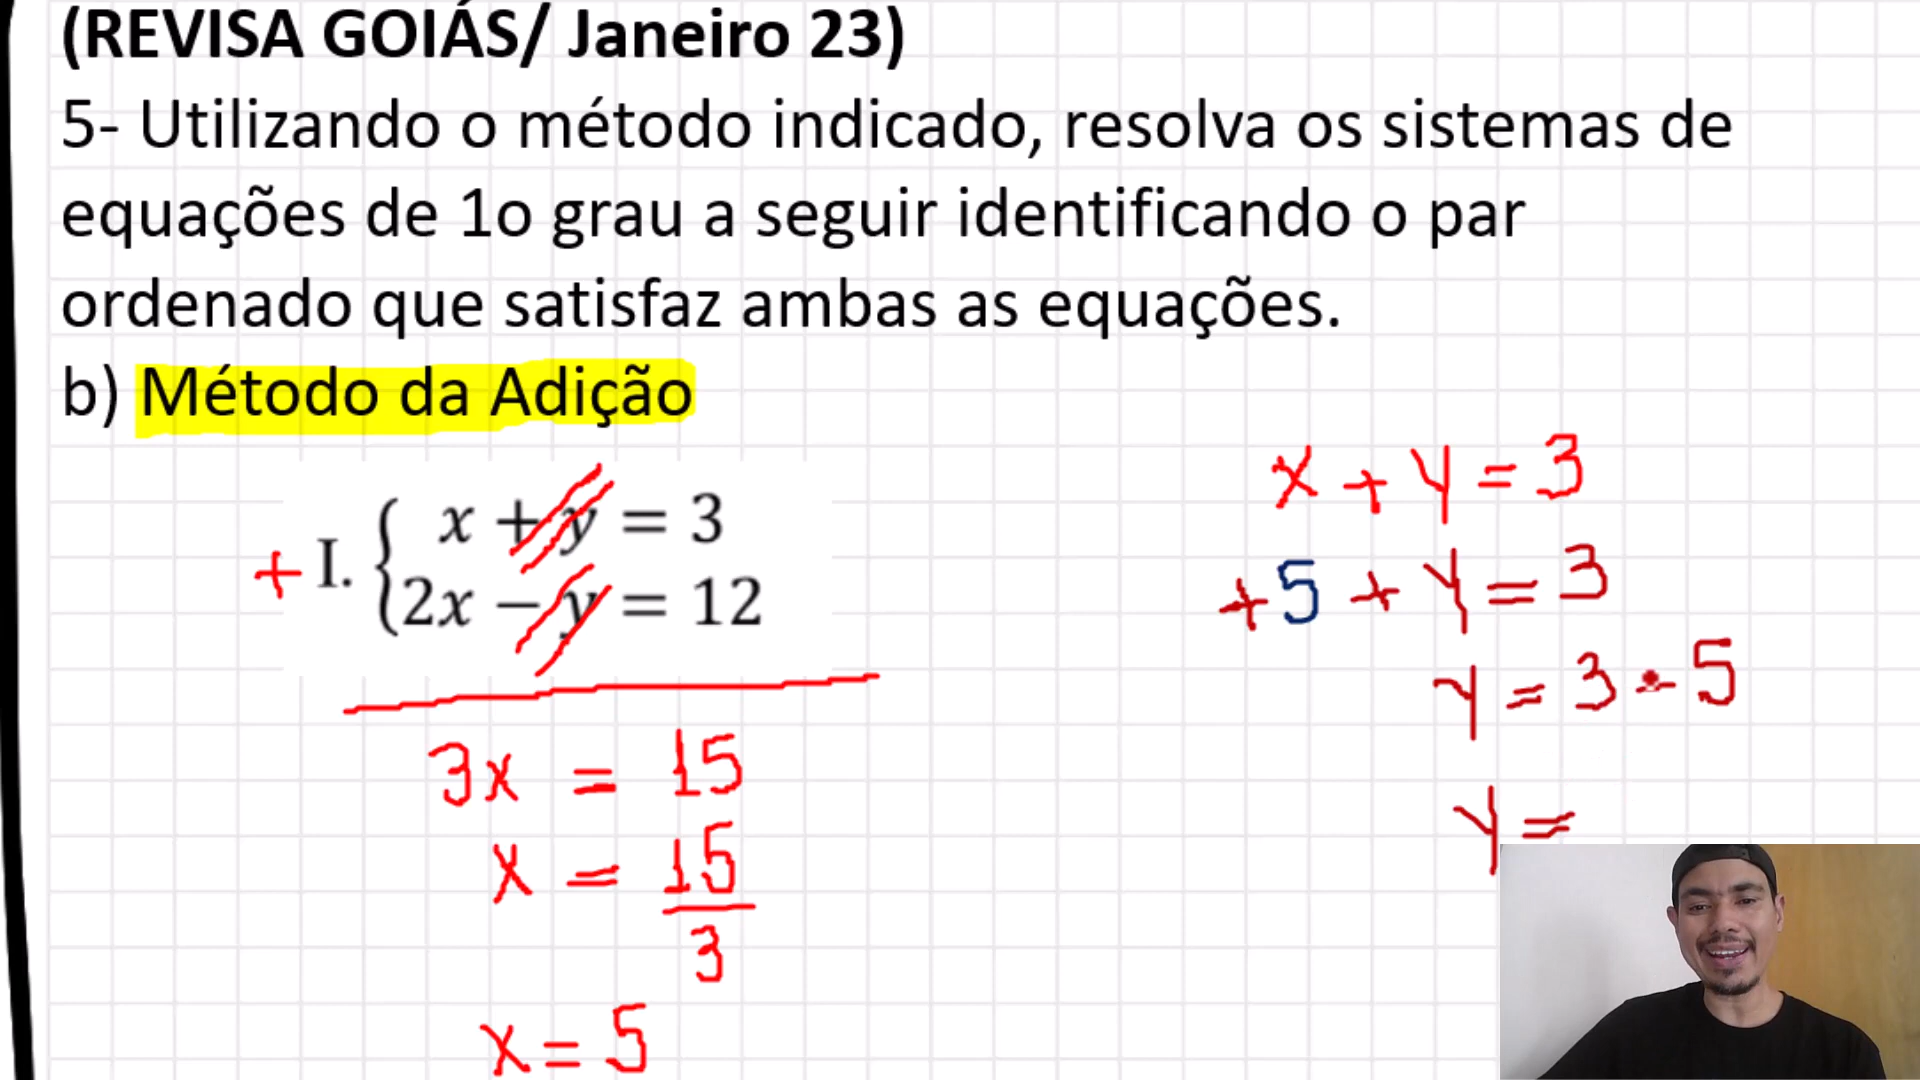 (REVISA GOIÁS/ Janeiro 23)
5- Utilizando o método indicado, resolva os sistemas de
equações de 1o grau a seguir identificando o par
ordenado que satisfaz ambas as equações.
b) Método da Adição
+ I. { x + y = 3
2x − y = 12
3x = 15
x = 15/3
x = 5
x + y = 3
+5 + y = 3
y = 3 - 5
y =